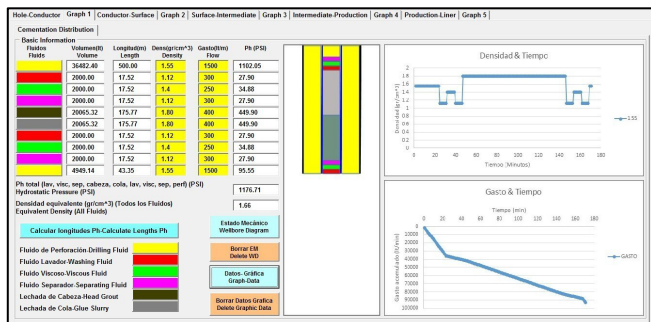 Hole-Conductor Graph 1 Conductor-Surface Graph 2 Surface-Intermediate Graph 3 Intermediate-Production Graph 4 Production-Liner Graph 5
Cementation Distribution
Basic Information
Fluidos Volumen(lt) Longitud(m) Dens(gr/cm^3) Gasto(lt/m) Ph (PSI)
Fluids Volume Length Density Flow
36482.40 500.00 1.55 1500 1102.05
2000.00 17.52 1.12 300 27.90
2000.00 17.52 1.4 250 34.88
2000.00 17.52 1.12 300 27.90
20065.32 175.77 1.80 400 449.90
20065.32 175.77 1.80 400 449.90
2000.00 17.52 1.12 300 27.90
2000.00 17.52 1.4 250 34.88
2000.00 17.52 1.12 300 27.90
4949.14 43.35 1.55 1500 95.55
Ph total (lav, visc, sep, cabeza, cola, lav, visc, sep, perf) (PSI)
Hydrostatic Pressure (PSI)
1176.71
Densidad equivalente (gr/cm^3) (Todos los Fluidos)
Equivalent Density (All Fluids)
1.66
Calcular longitudes Ph-Calculate Lengths Ph
Estado Mecánico
Wellbore Diagram
Fluido de Perforación-Drilling Fluid
Fluido Lavador-Washing Fluid
Fluido Viscoso-Viscous Fluid
Fluido Separador-Separating Fluid
Lechada de Cabeza-Head Grout
Lechada de Cola-Glue Slurry
Borrar EM
Delete WD
Datos- Gráfica
Graph-Data
Borrar Datos Grafica
Delete Graphic Data
Densidad & Tiempo
Densidad(gr/cm^3)
2
1.8
1.6
1.4
1.2
1
0.8
0.6
0.4
0.2
0
0 20 40 60 80 100 120 140 160 180
Tiempo (Minutos)
1.55
Gasto & Tiempo
Tiempo (min)
0 20 40 60 80 100 120 140 160 180
Gasto acumulado (lt/min)
0
10000
20000
30000
40000
50000
60000
70000
80000
90000
100000
GASTO